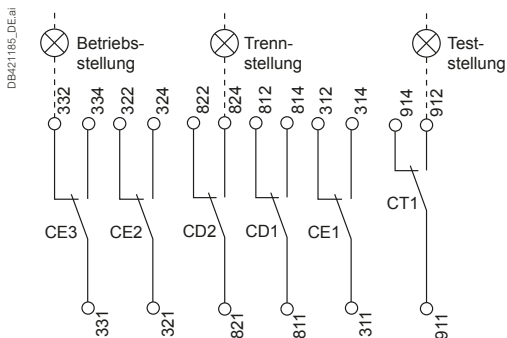 DB421185_DE.ai
Betriebs-
stellung
Trenn-
stellung
Test-
stellung
332
334
322
324
822
824
812
814
312
314
914
912
CE3
CE2
CD2
CD1
CE1
CT1
331
321
821
811
311
911